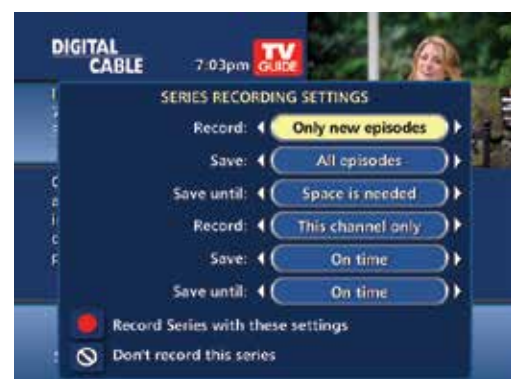 DIGITAL
CABLE
7:03pm
TV
GUIDE
SERIES RECORDING SETTINGS
Record: Only new episodes
Save: All episodes
Save until: Space is needed
Record: This channel only
Save: On time
Save until: On time
Record Series with these settings
Don't record this series